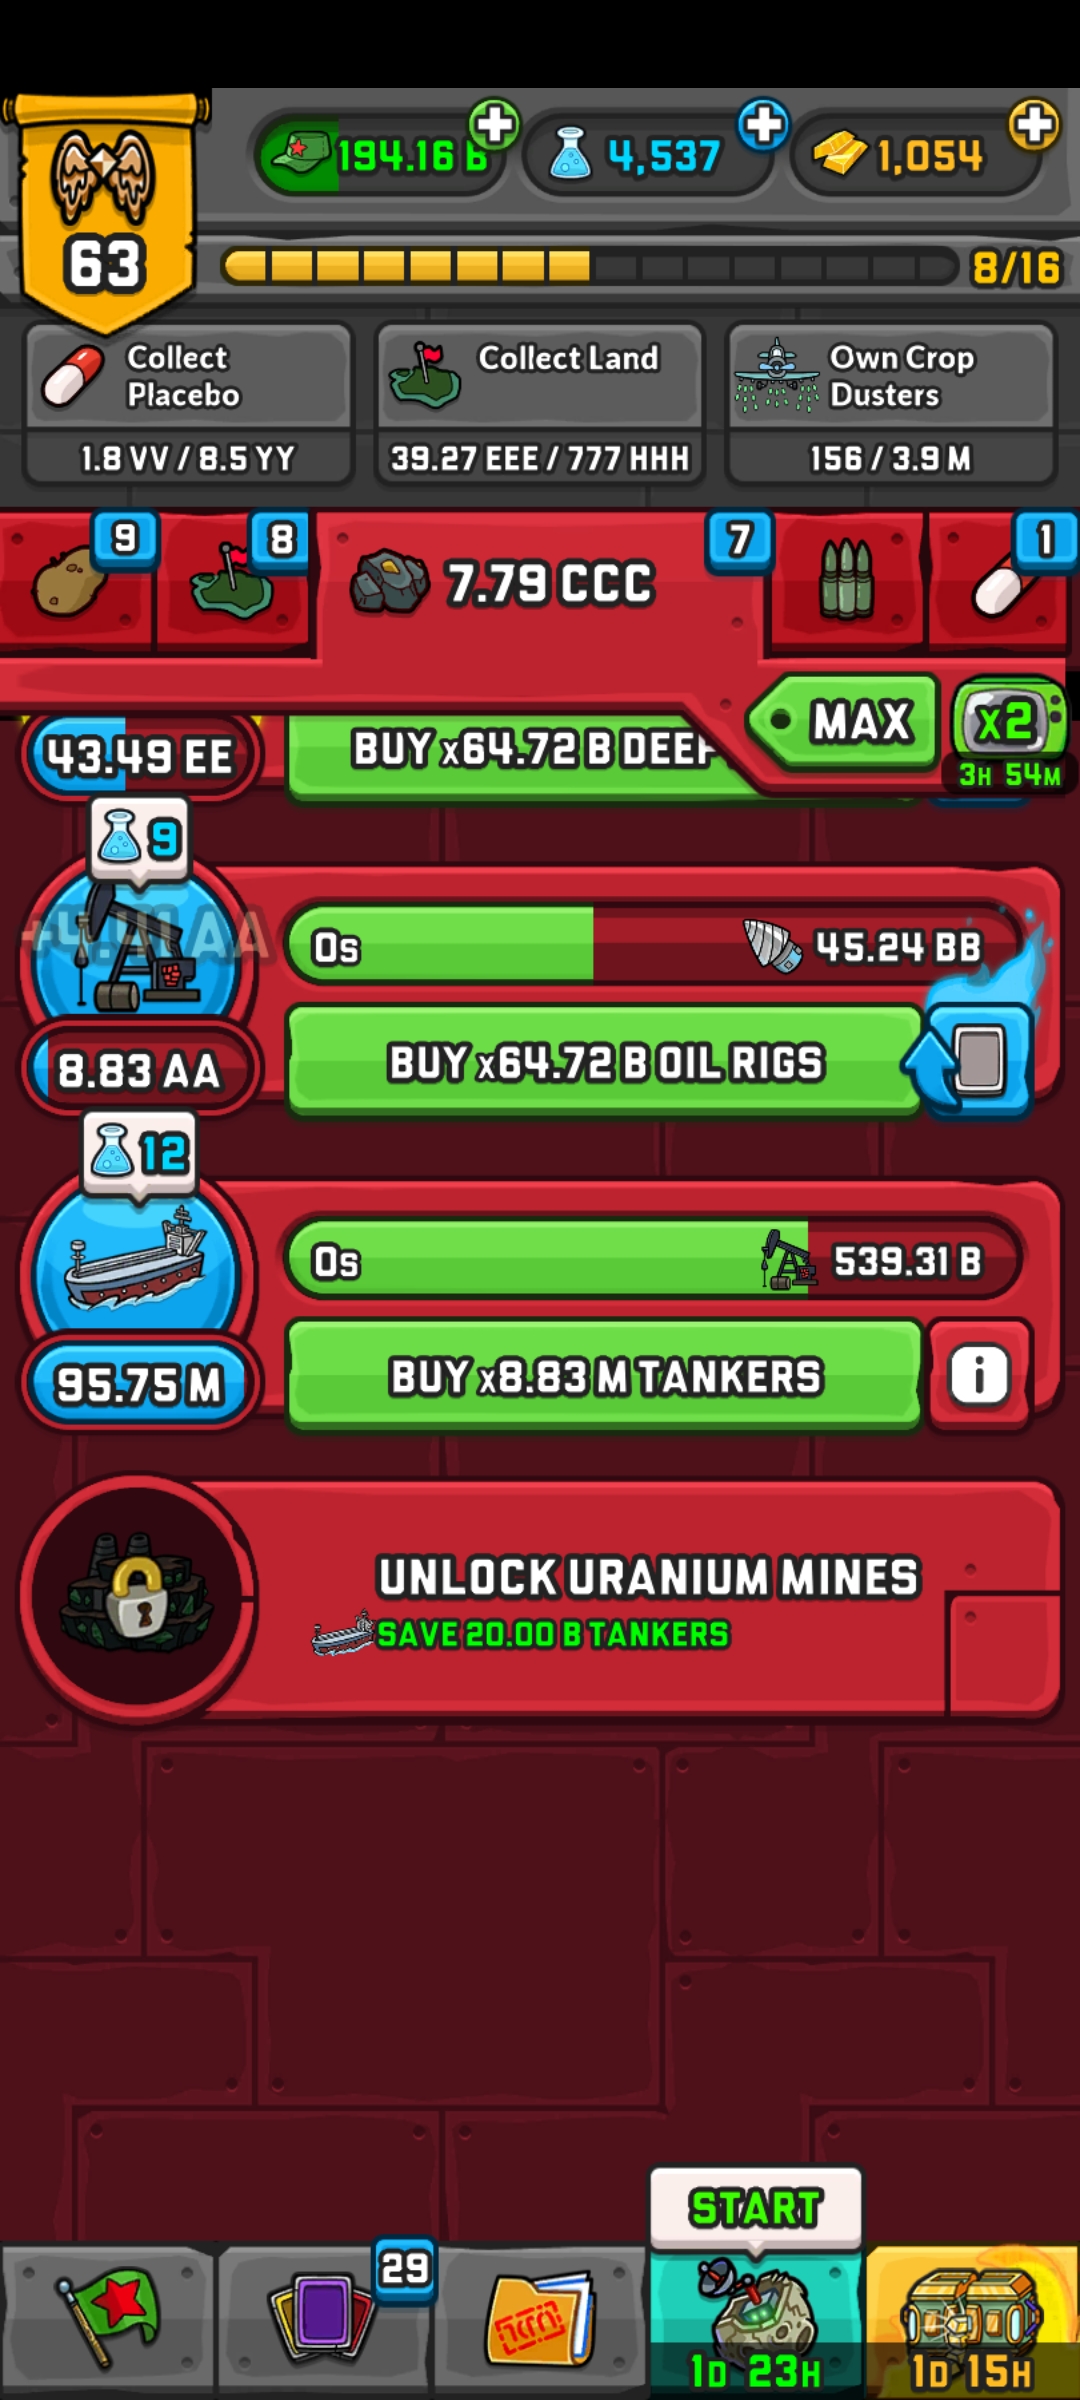 194.16 B
4,537
1,054
63
8/16
Collect
Placebo
1.8 VV / 8.5 YY
Collect Land
39.27 EEE / 777 HHH
Own Crop
Dusters
156 / 3.9 M
9
8
7.79 CCC
7
1
MAX
x2
3H 54M
43.49 EE
BUY x64.72 B DEEP
9
+4.41 AA
0s
45.24 BB
8.83 AA
BUY x64.72 B OIL RIGS
12
0s
539.31 B
95.75 M
BUY x8.83 M TANKERS
i
UNLOCK URANIUM MINES
SAVE 20.00 B TANKERS
START
29
1D 23H
1D 15H